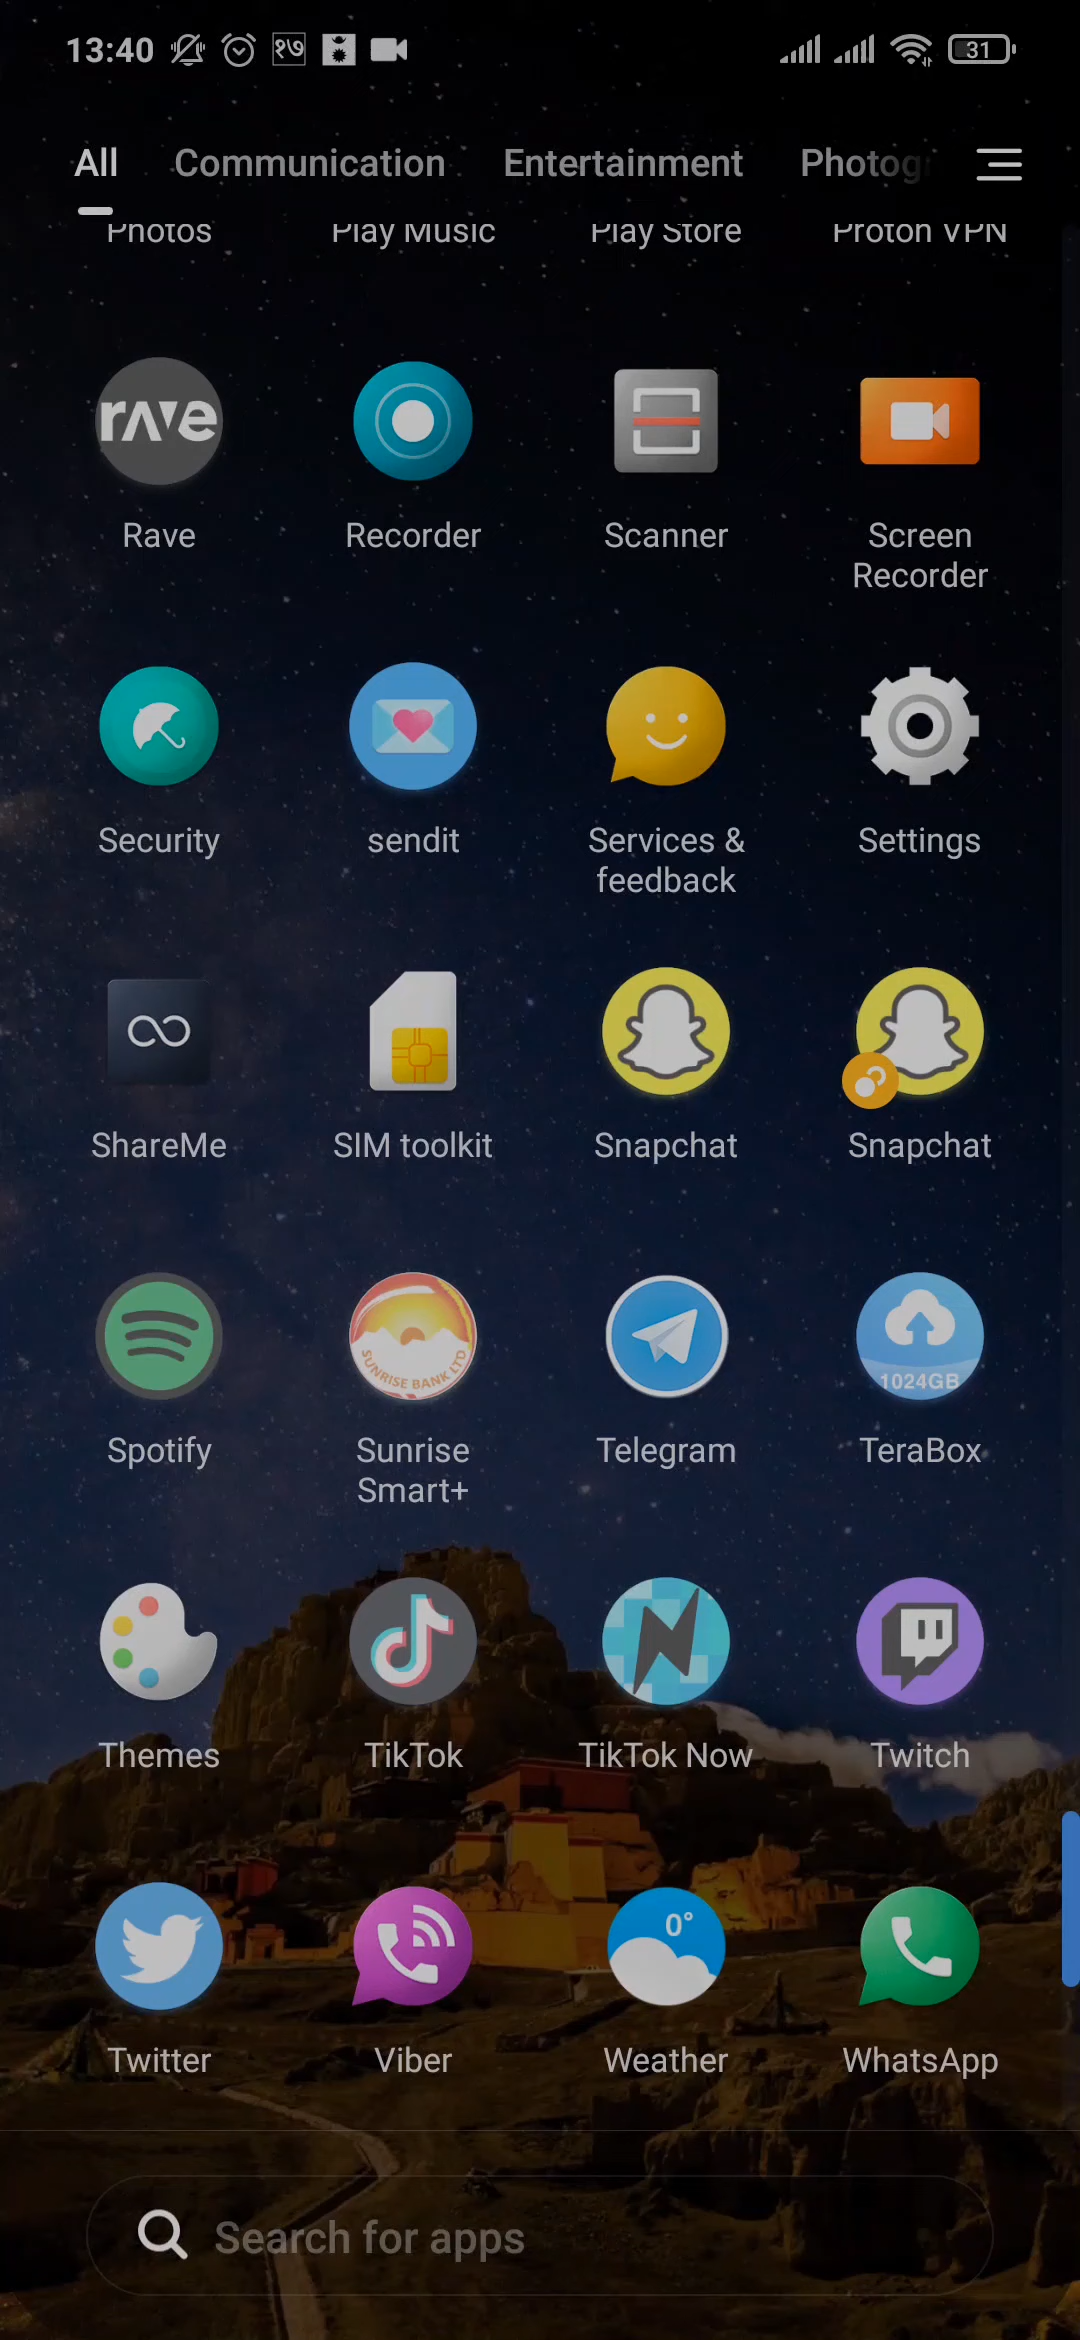 13:40 १७ 31
All Communication Entertainment Photog
Photos Play Music Play Store Proton VPN
rave
Rave Recorder Scanner Screen Recorder
Security sendit Services & feedback Settings
ShareMe SIM toolkit Snapchat Snapchat
SUNRISE BANK LTD
1024GB
Spotify Sunrise Smart+ Telegram TeraBox
Themes TikTok TikTok Now Twitch
0°
Twitter Viber Weather WhatsApp
Search for apps